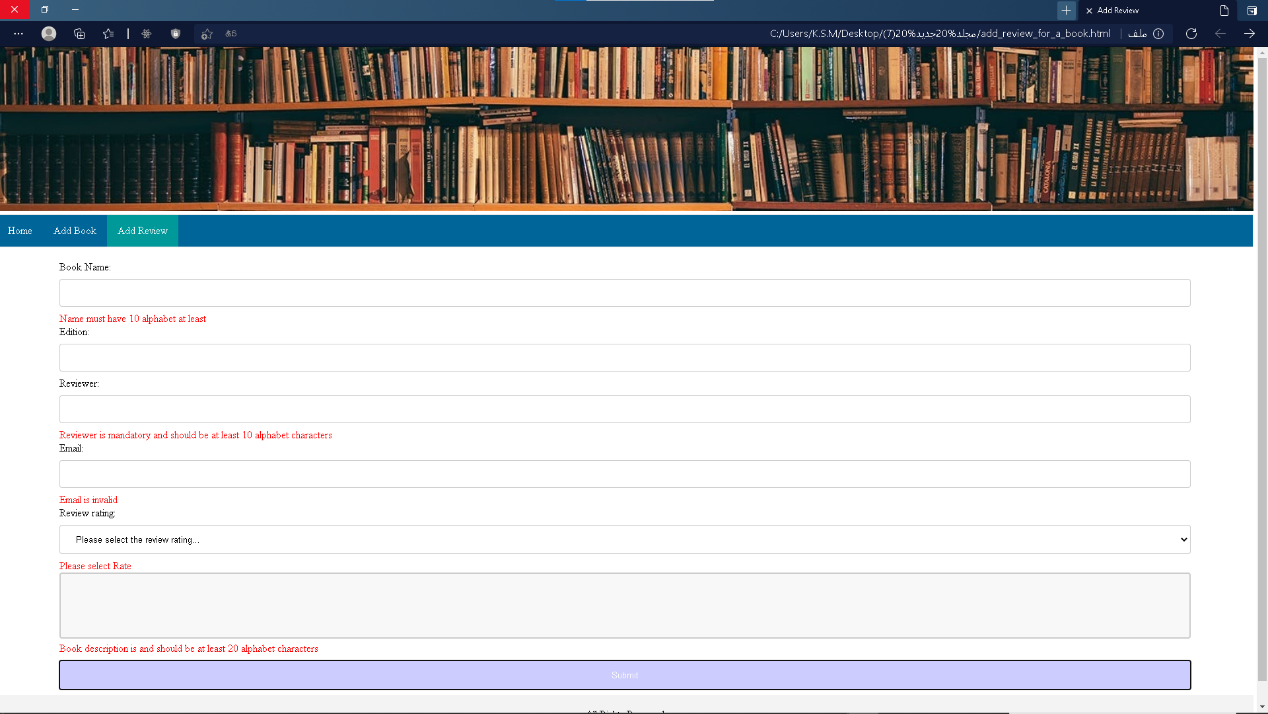 Add Review
C:/Users/K.S.M/Desktop/(7)20%جديد20%مجلد/add_review_for_a_book.html | ملف
Home Add Book Add Review
Book Name:
Name must have 10 alphabet at least
Edition:
Reviewer:
Reviewer is mandatory and should be at least 10 alphabet characters
Email:
Email is invalid
Review rating:
Please select the review rating...
Please select Rate
Book description is and should be at least 20 alphabet characters
Submit